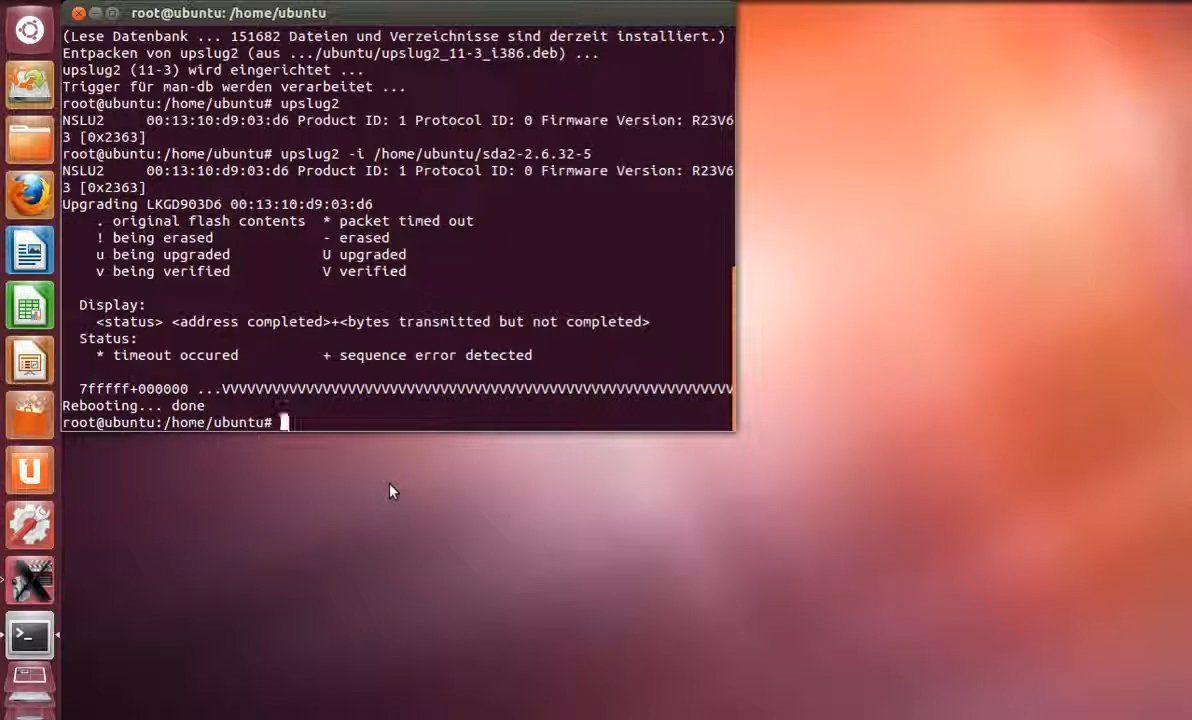 root@ubuntu: /home/ubuntu
(Lese Datenbank ... 151682 Dateien und Verzeichnisse sind derzeit installiert.)
Entpacken von upslug2 (aus .../ubuntu/upslug2_11-3_i386.deb) ...
upslug2 (11-3) wird eingerichtet ...
Trigger für man-db werden verarbeitet ...
root@ubuntu:/home/ubuntu# upslug2
NSLU2     00:13:10:d9:03:d6 Product ID: 1 Protocol ID: 0 Firmware Version: R23V6
3 [0x2363]
root@ubuntu:/home/ubuntu# upslug2 -i /home/ubuntu/sda2-2.6.32-5
NSLU2     00:13:10:d9:03:d6 Product ID: 1 Protocol ID: 0 Firmware Version: R23V6
3 [0x2363]
Upgrading LKGD903D6 00:13:10:d9:03:d6
    . original flash contents  * packet timed out
    ! being erased             - erased
    u being upgraded           U upgraded
    v being verified           V verified
  Display:
    <status> <address completed>+<bytes transmitted but not completed>
  Status:
    * timeout occured          + sequence error detected
  7fffff+000000 ...VVVVVVVVVVVVVVVVVVVVVVVVVVVVVVVVVVVVVVVVVVVVVVVVVVVVVVVVVVVVV
Rebooting... done
root@ubuntu:/home/ubuntu#